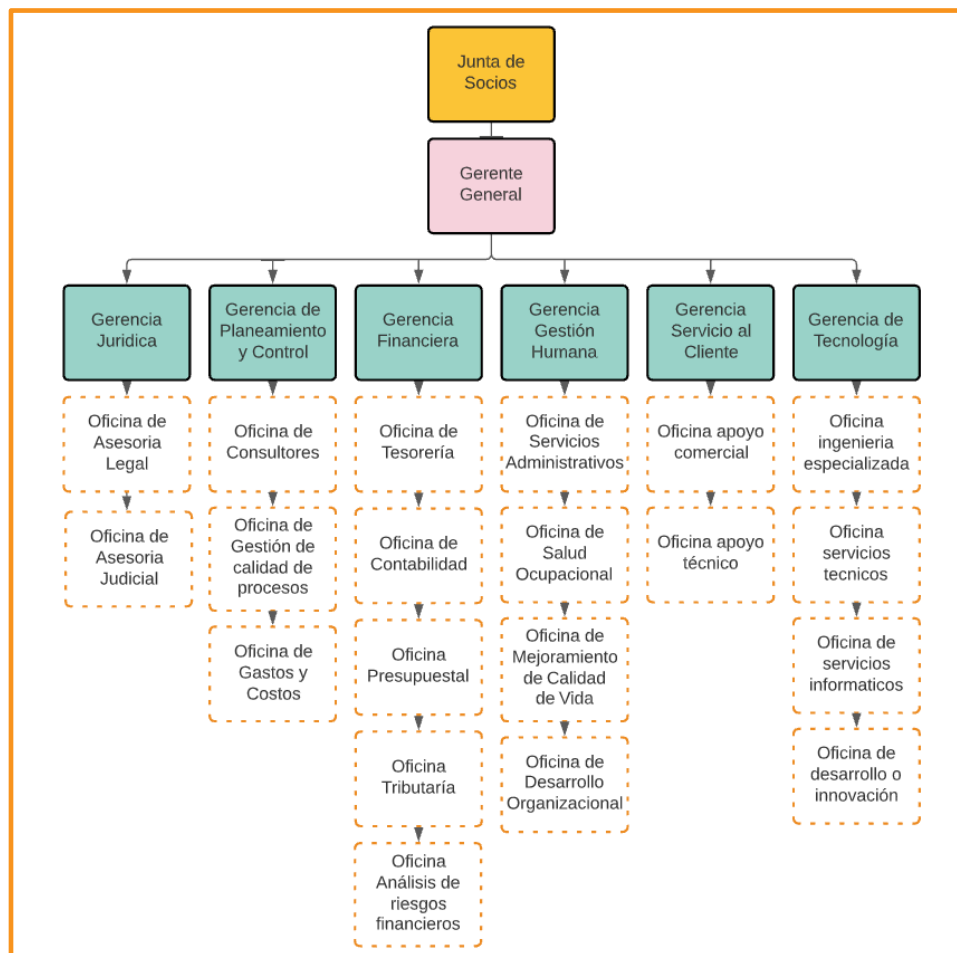 Junta de
Socios
Gerente
General
Gerencia
Juridica
Gerencia de
Planeamiento
y Control
Gerencia
Financiera
Gerencia
Gestión
Humana
Gerencia
Servicio al
Cliente
Gerencia de
Tecnología
Oficina de
Asesoria
Legal
Oficina de
Asesoria
Judicial
Oficina de
Consultores
Oficina de
Gestión de
calidad de
procesos
Oficina de
Gastos y
Costos
Oficina de
Tesorería
Oficina de
Contabilidad
Oficina
Presupuestal
Oficina
Tributaría
Oficina
Análisis de
riesgos
financieros
Oficina de
Servicios
Administrativos
Oficina de
Salud
Ocupacional
Oficina de
Mejoramiento
de Calidad
de Vida
Oficina de
Desarrollo
Organizacional
Oficina apoyo
comercial
Oficina apoyo
técnico
Oficina
ingenieria
especializada
Oficina
servicios
tecnicos
Oficina de
servicios
informaticos
Oficina de
desarrollo o
innovación